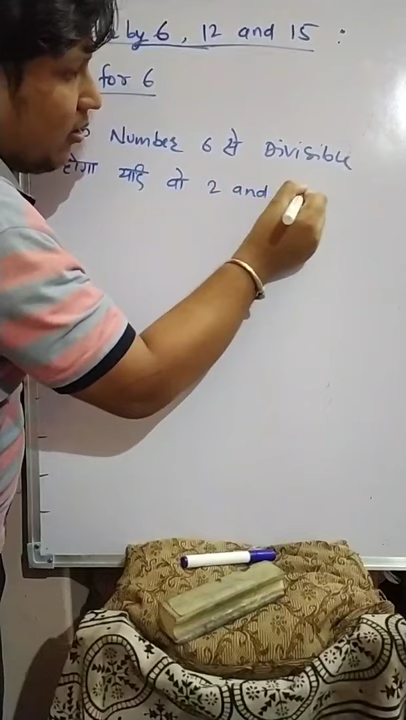 by 6, 12 and 15 :
for 6
Number 6 से Divisible
होगा यदि वो 2 and